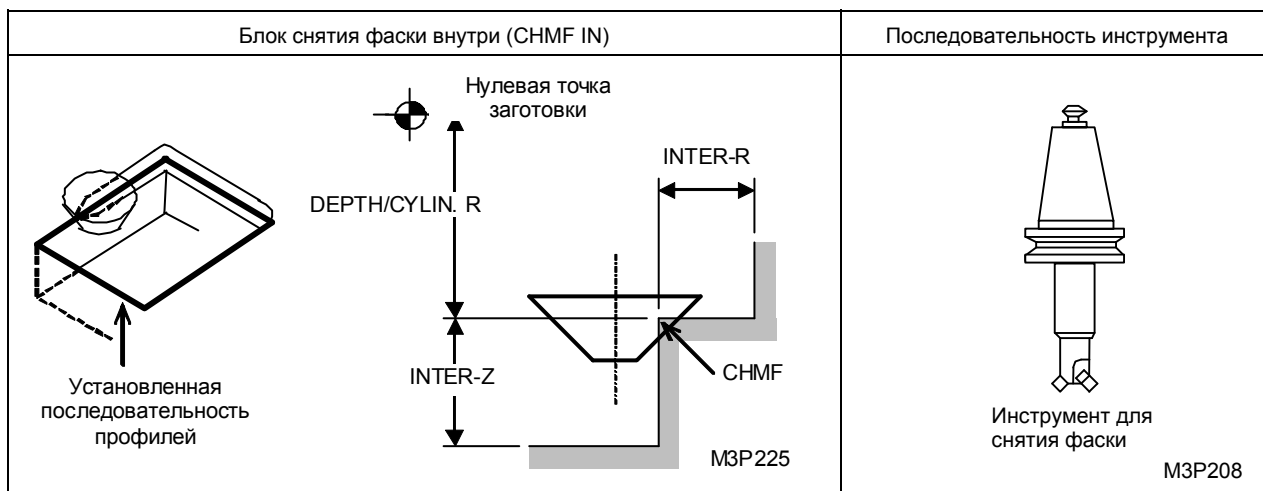 Блок снятия фаски внутри (CHMF IN)
Последовательность инструмента
Нулевая точка
заготовки
INTER-R
DEPTH/CYLIN. R
INTER-Z
CHMF
Установленная
последовательность
профилей
M3P225
Инструмент для
снятия фаски
M3P208